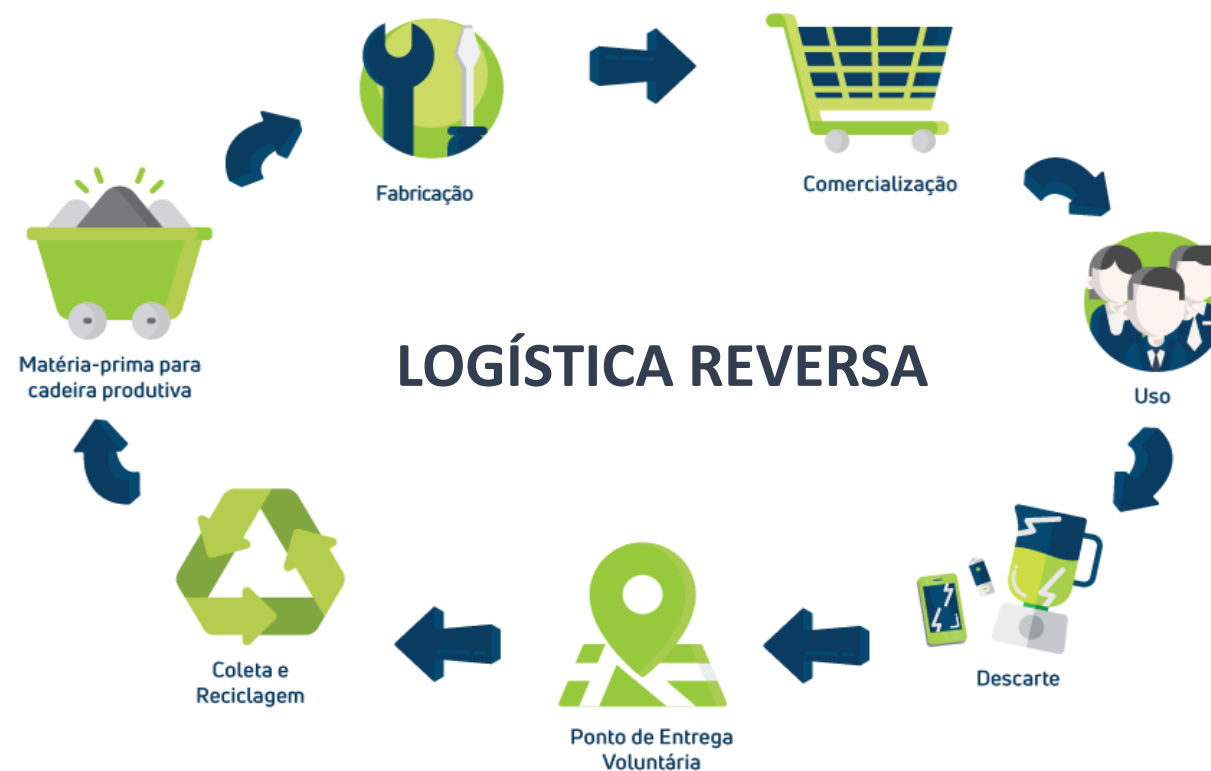 Fabricação
Comercialização
Matéria-prima para
cadeira produtiva
LOGÍSTICA REVERSA
Uso
Coleta e
Reciclagem
Descarte
Ponto de Entrega
Voluntária